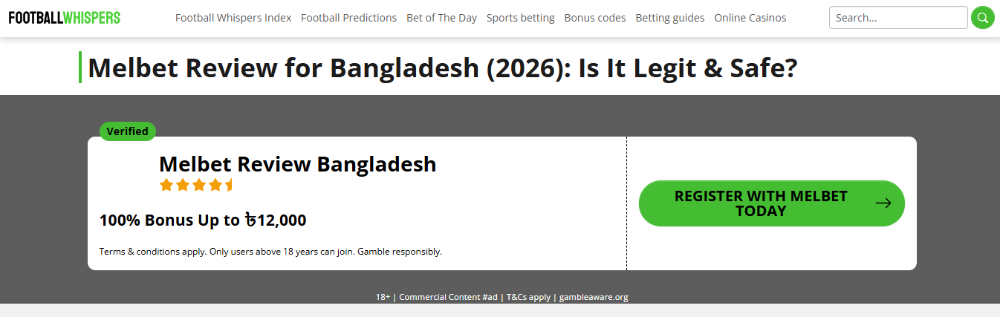 FOOTBALLWHISPERS
Football Whispers Index Football Predictions Bet of The Day Sports betting Bonus codes Betting guides Online Casinos
Search...
Melbet Review for Bangladesh (2026): Is It Legit & Safe?
Verified
Melbet Review Bangladesh
100% Bonus Up to ৳12,000
Terms & conditions apply. Only users above 18 years can join. Gamble responsibly.
REGISTER WITH MELBET
TODAY
18+ | Commercial Content #ad | T&Cs apply | gambleaware.org